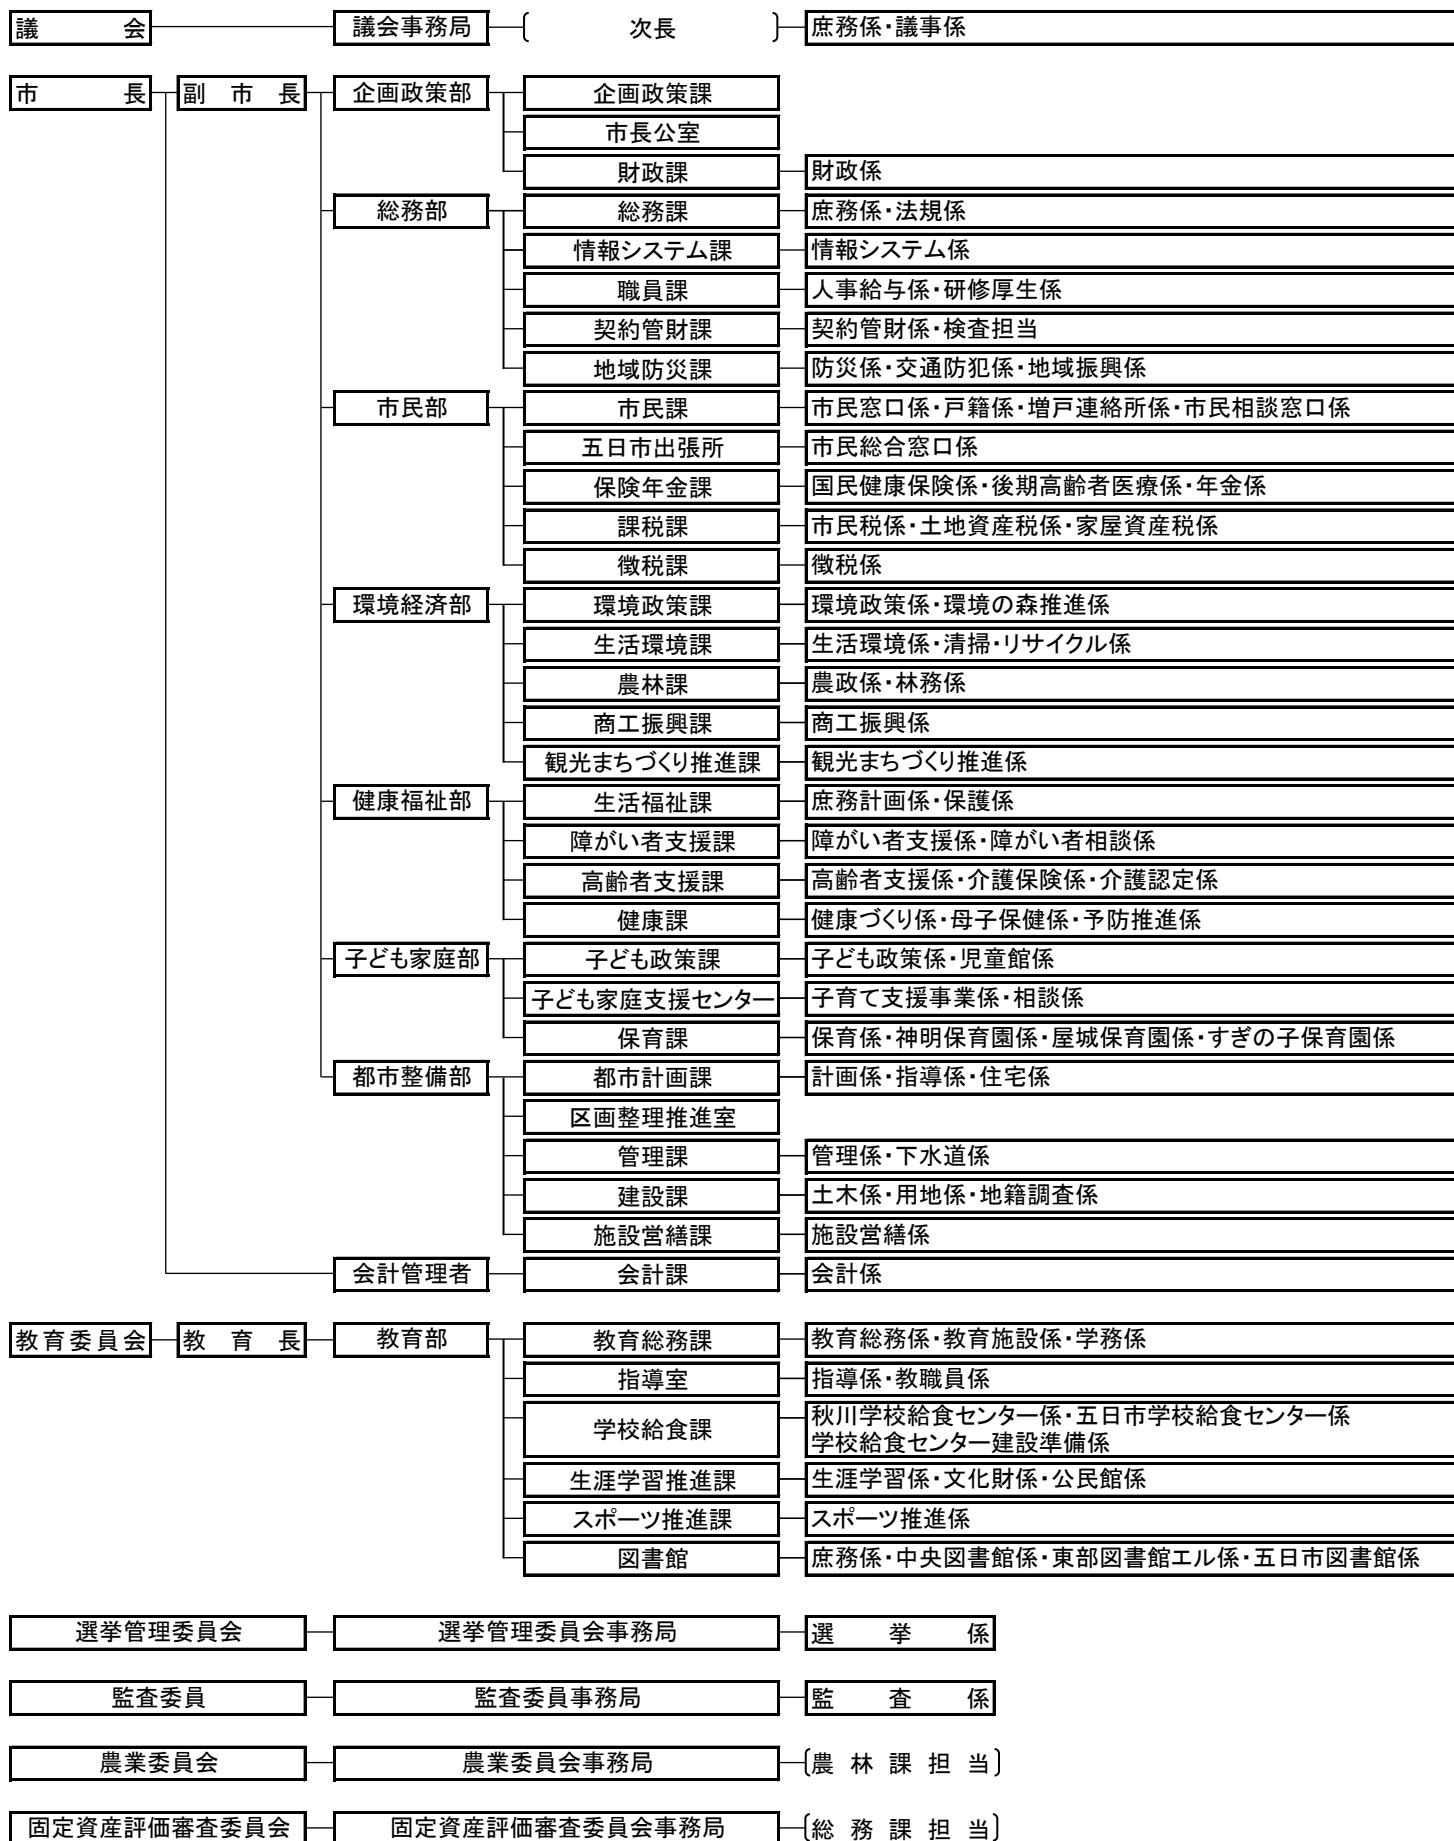 議会 議会事務局 〔 次長 〕 庶務係・議事係
市長 副市長 企画政策部 企画政策課
市長公室
財政課 財政係
総務部 総務課 庶務係・法規係
情報システム課 情報システム係
職員課 人事給与係・研修厚生係
契約管財課 契約管財係・検査担当
地域防災課 防災係・交通防犯係・地域振興係
市民部 市民課 市民窓口係・戸籍係・増戸連絡所係・市民相談窓口係
五日市出張所 市民総合窓口係
保険年金課 国民健康保険係・後期高齢者医療係・年金係
課税課 市民税係・土地資産税係・家屋資産税係
徴税課 徴税係
環境経済部 環境政策課 環境政策係・環境の森推進係
生活環境課 生活環境係・清掃・リサイクル係
農林課 農政係・林務係
商工振興課 商工振興係
観光まちづくり推進課 観光まちづくり推進係
健康福祉部 生活福祉課 庶務計画係・保護係
障がい者支援課 障がい者支援係・障がい者相談係
高齢者支援課 高齢者支援係・介護保険係・介護認定係
健康課 健康づくり係・母子保健係・予防推進係
子ども家庭部 子ども政策課 子ども政策係・児童館係
子ども家庭支援センター 子育て支援事業係・相談係
保育課 保育係・神明保育園係・屋城保育園係・すぎの子保育園係
都市整備部 都市計画課 計画係・指導係・住宅係
区画整理推進室
管理課 管理係・下水道係
建設課 土木係・用地係・地籍調査係
施設営繕課 施設営繕係
会計管理者 会計課 会計係
教育委員会 教育長 教育部 教育総務課 教育総務係・教育施設係・学務係
指導室 指導係・教職員係
学校給食課 秋川学校給食センター係・五日市学校給食センター係
学校給食センター建設準備係
生涯学習推進課 生涯学習係・文化財係・公民館係
スポーツ推進課 スポーツ推進係
図書館 庶務係・中央図書館係・東部図書館エル係・五日市図書館係
選挙管理委員会 選挙管理委員会事務局 選挙係
監査委員 監査委員事務局 監査係
農業委員会 農業委員会事務局 〔農林課担当〕
固定資産評価審査委員会 固定資産評価審査委員会事務局 〔総務課担当〕